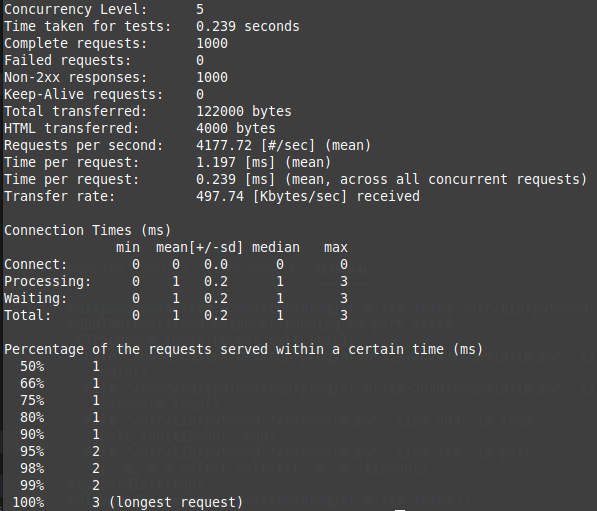 Concurrency Level:      5
Time taken for tests:   0.239 seconds
Complete requests:      1000
Failed requests:        0
Non-2xx responses:      1000
Keep-Alive requests:    0
Total transferred:      122000 bytes
HTML transferred:       4000 bytes
Requests per second:    4177.72 [#/sec] (mean)
Time per request:       1.197 [ms] (mean)
Time per request:       0.239 [ms] (mean, across all concurrent requests)
Transfer rate:          497.74 [Kbytes/sec] received

Connection Times (ms)
              min  mean[+/-sd] median   max
Connect:        0    0   0.0      0       0
Processing:     0    1   0.2      1       3
Waiting:        0    1   0.2      1       3
Total:          0    1   0.2      1       3

Percentage of the requests served within a certain time (ms)
  50%      1
  66%      1
  75%      1
  80%      1
  90%      1
  95%      2
  98%      2
  99%      2
 100%      3 (longest request)